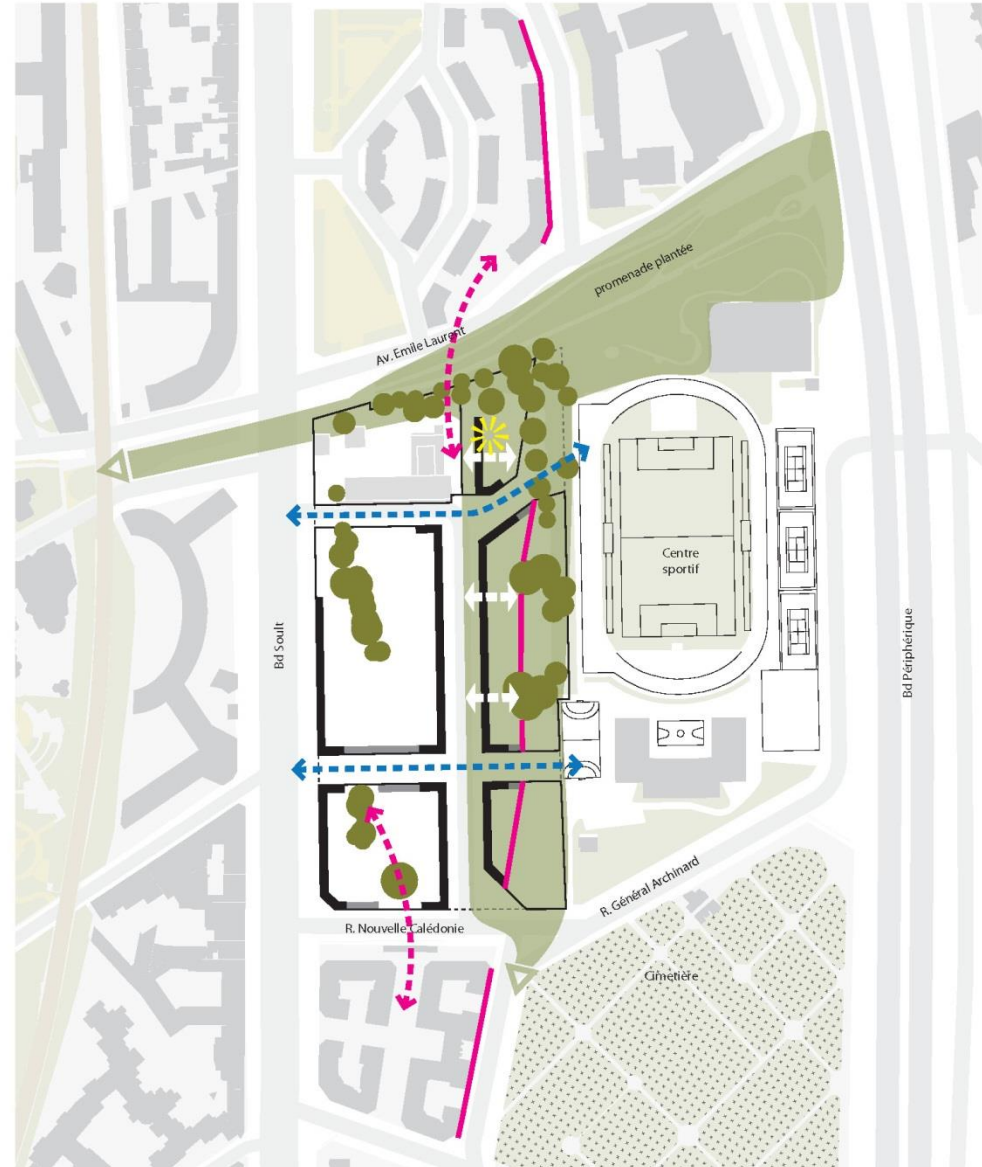 promenade plantée
Av. Emile Laurent
Centre
sportif
Bd Soult
Bd Périphérique
R. Général Archinard
R. Nouvelle Calédonie
Cimetière